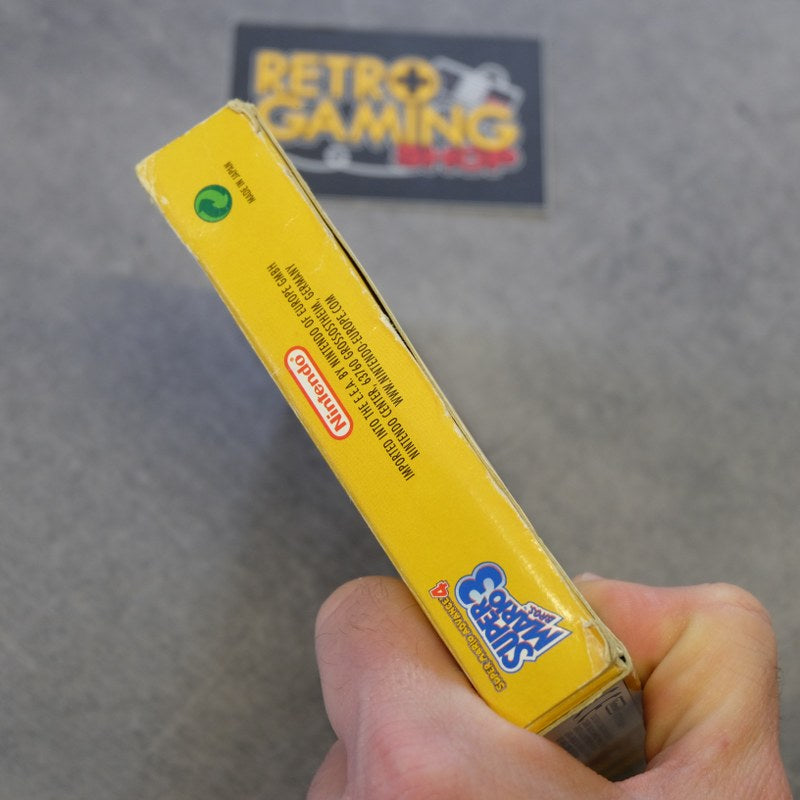 RETRO
GAMING
SHOP
MADE IN JAPAN
IMPORTED INTO THE E.E.A. BY NINTENDO OF EUROPE GMBH
NINTENDO CENTER, 63760 GROSSOSTHEIM, GERMANY
WWW.NINTENDO-EUROPE.COM
Nintendo®
SUPER MARIO ADVANCE 4
SUPER
MARIO
BROS.
3